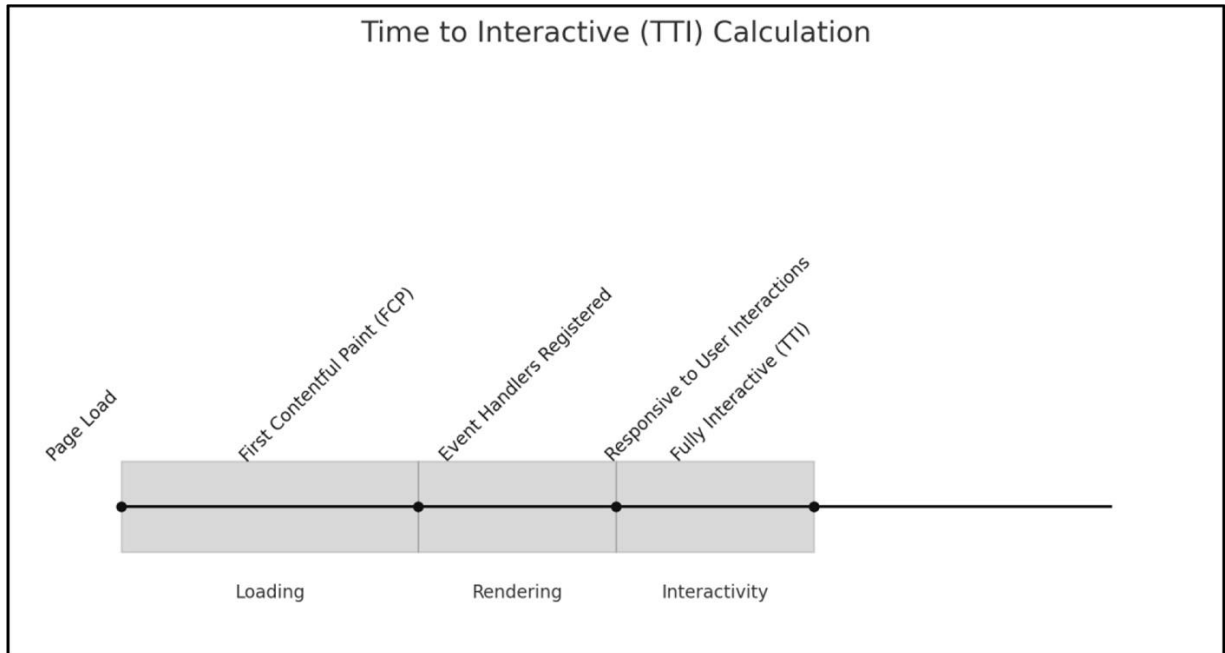 Time to Interactive (TTI) Calculation
Page Load
First Contentful Paint (FCP)
Event Handlers Registered
Responsive to User Interactions
Fully Interactive (TTI)
Loading
Rendering
Interactivity